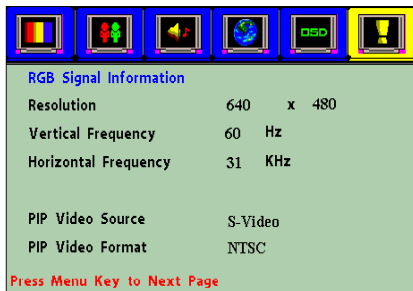 OSD
RGB Signal Information
Resolution 640 x 480
Vertical Frequency 60 Hz
Horizontal Frequency 31 KHz
PIP Video Source S-Video
PIP Video Format NTSC
Press Menu Key to Next Page